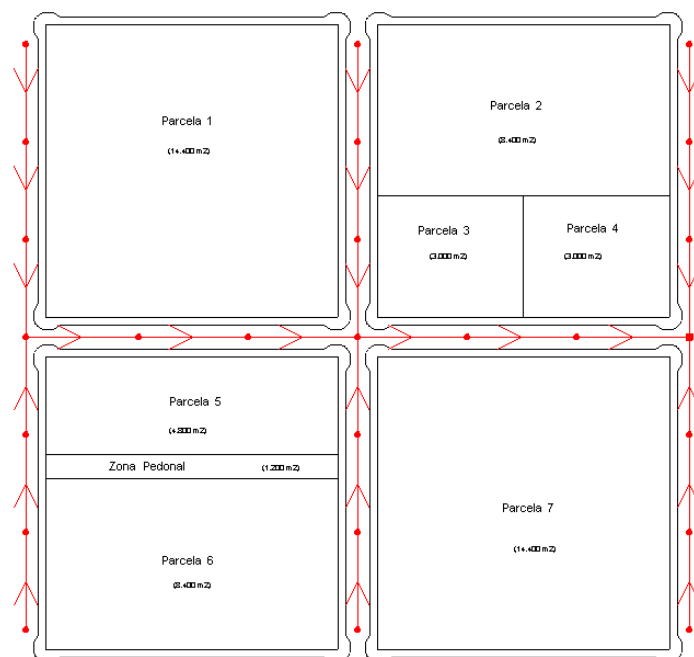 Parcela 1
(14.400 m2)
Parcela 2
(8.400 m2)
Parcela 3
(3.000 m2)
Parcela 4
(3.000 m2)
Parcela 5
(4.800 m2)
Zona Pedonal (1.200 m2)
Parcela 6
(8.400 m2)
Parcela 7
(14.400 m2)